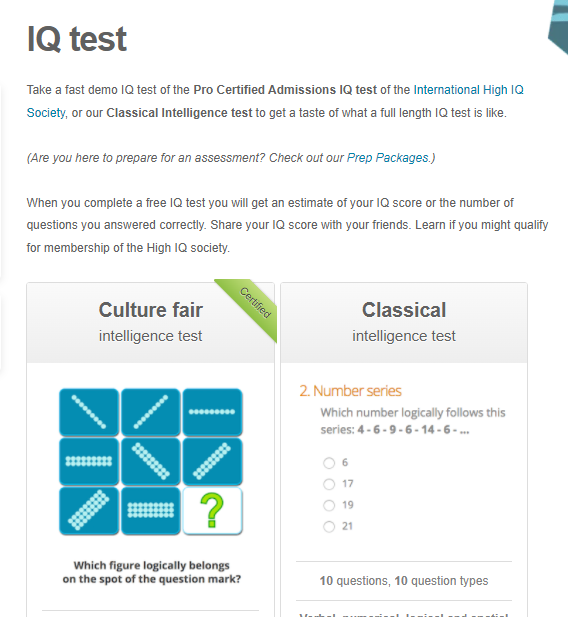 IQ test
Take a fast demo IQ test of the Pro Certified Admissions IQ test of the International High IQ
Society, or our Classical Intelligence test to get a taste of what a full length IQ test is like.
(Are you here to prepare for an assessment? Check out our Prep Packages.)
When you complete a free IQ test you will get an estimate of your IQ score or the number of
questions you answered correctly. Share your IQ score with your friends. Learn if you might qualify
for membership of the High IQ society.
Certified
Culture fair
intelligence test
?
Which figure logically belongs
on the spot of the question mark?
Classical
intelligence test
2. Number series
Which number logically follows this
series: 4 - 6 - 9 - 6 - 14 - 6 - ...
6
17
19
21
10 questions, 10 question types
Verbal, numerical, logical and spatial